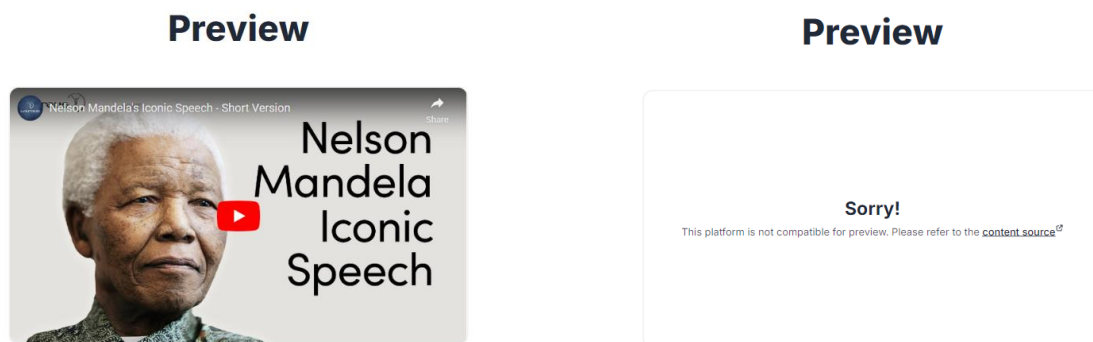 Preview
Nelson Mandela's Iconic Speech - Short Version
Share
Nelson
Mandela
Iconic
Speech
Preview
Sorry!
This platform is not compatible for preview. Please refer to the content source